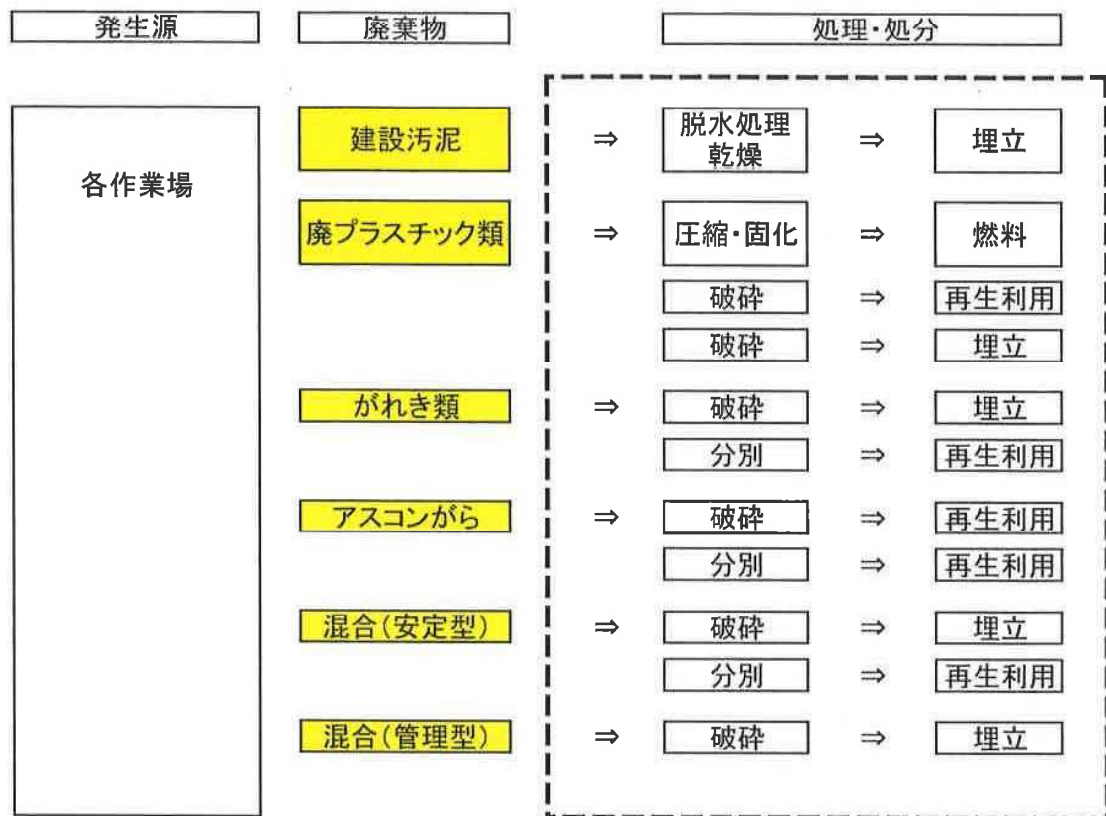 発生源 廃棄物 処理・処分
各作業場
建設汚泥 ⇒ 脱水処理 乾燥 ⇒ 埋立
廃プラスチック類 ⇒ 圧縮・固化 ⇒ 燃料
破砕 ⇒ 再生利用
破砕 ⇒ 埋立
がれき類 ⇒ 破砕 ⇒ 埋立
分別 ⇒ 再生利用
アスコンがら ⇒ 破砕 ⇒ 再生利用
分別 ⇒ 再生利用
混合(安定型) ⇒ 破砕 ⇒ 埋立
分別 ⇒ 再生利用
混合(管理型) ⇒ 破砕 ⇒ 埋立